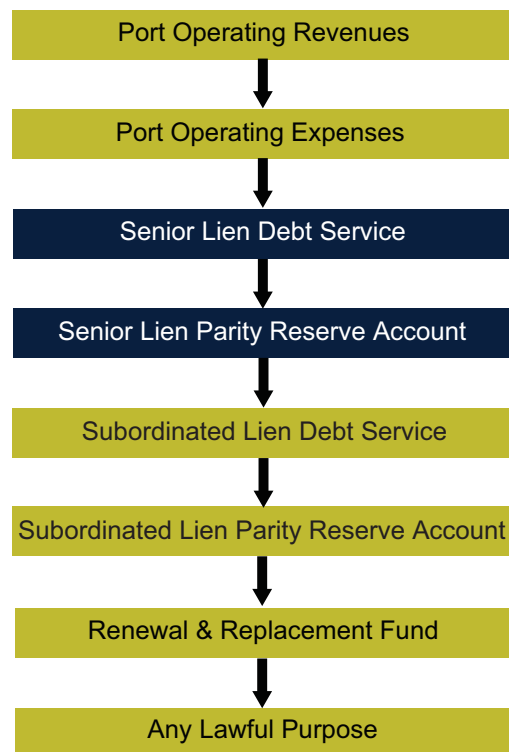 Port Operating Revenues
Port Operating Expenses
Senior Lien Debt Service
Senior Lien Parity Reserve Account
Subordinated Lien Debt Service
Subordinated Lien Parity Reserve Account
Renewal & Replacement Fund
Any Lawful Purpose